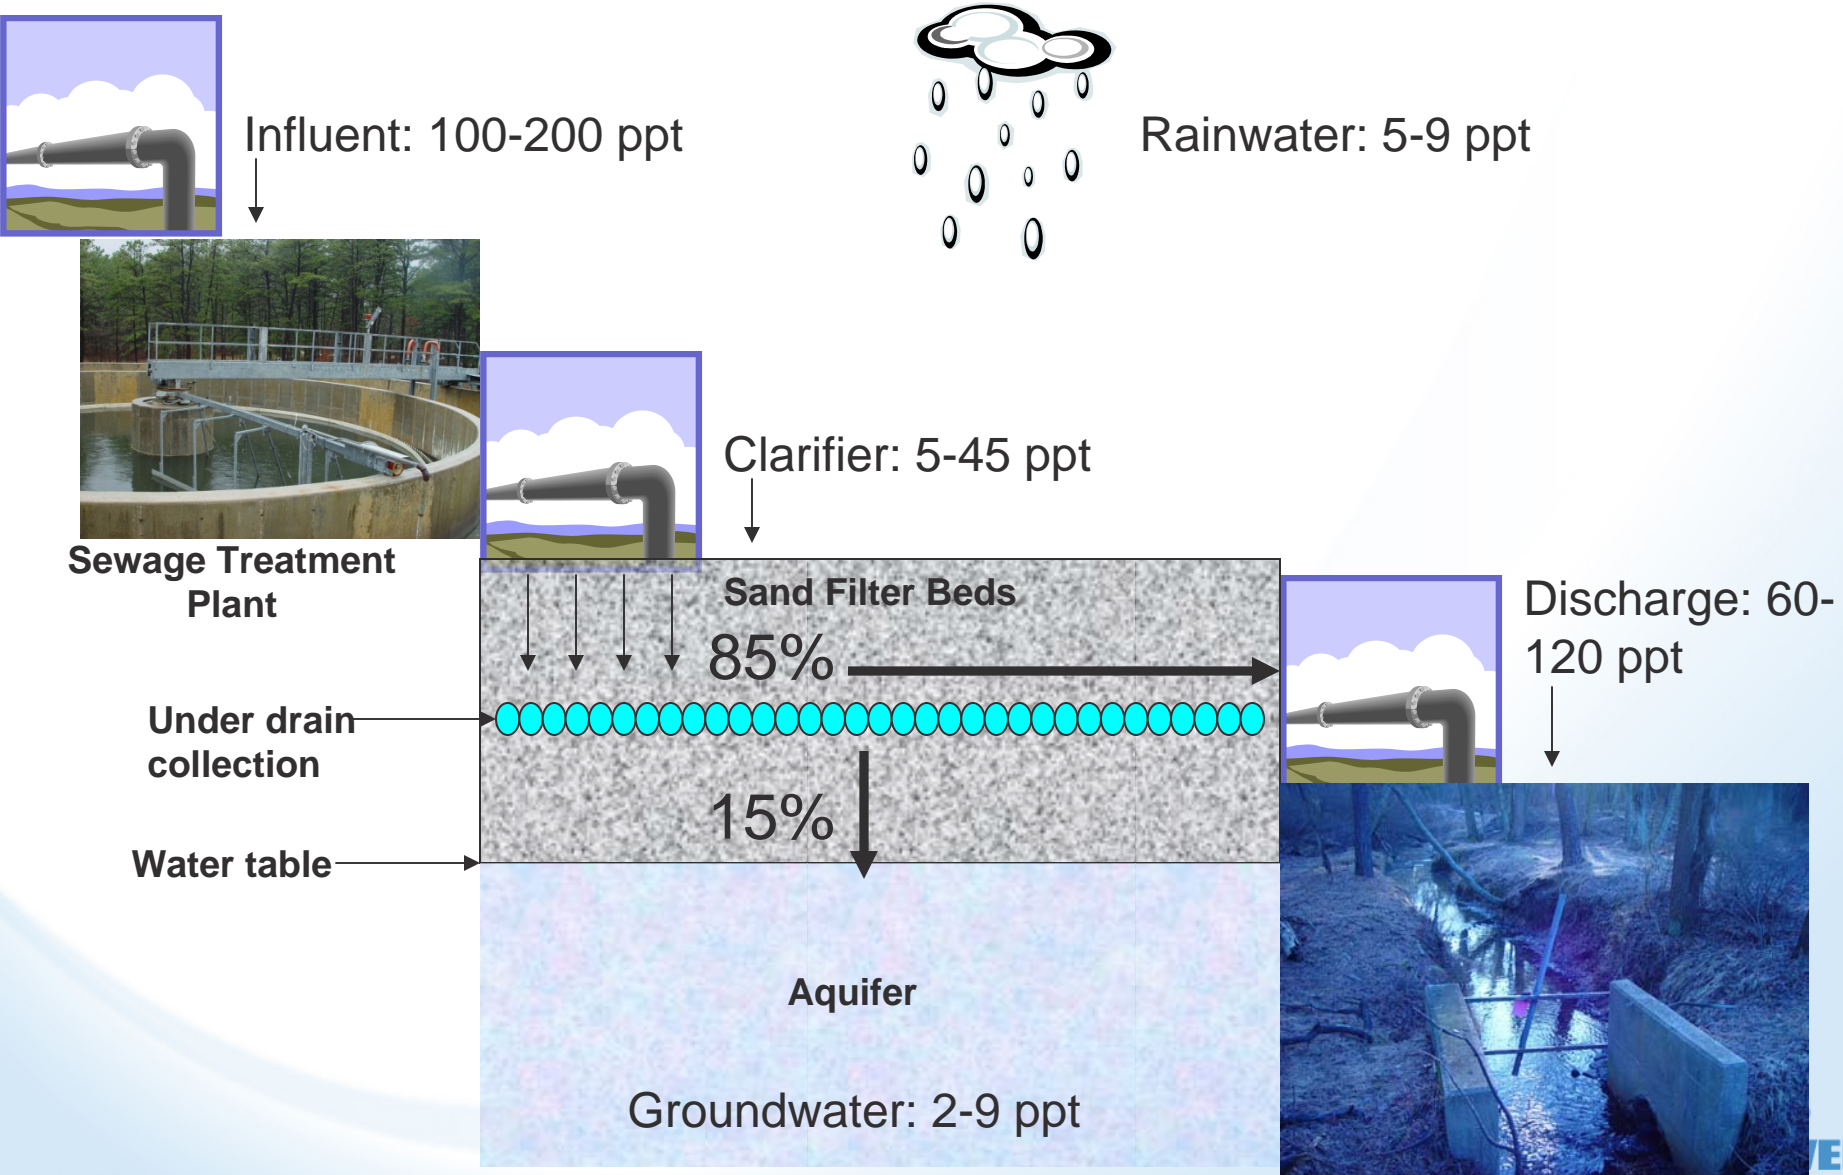 Influent: 100-200 ppt
Rainwater: 5-9 ppt
Clarifier: 5-45 ppt
Sewage Treatment
Plant
Sand Filter Beds
85%
Discharge: 60-
120 ppt
Under drain
collection
15%
Water table
Aquifer
Groundwater: 2-9 ppt